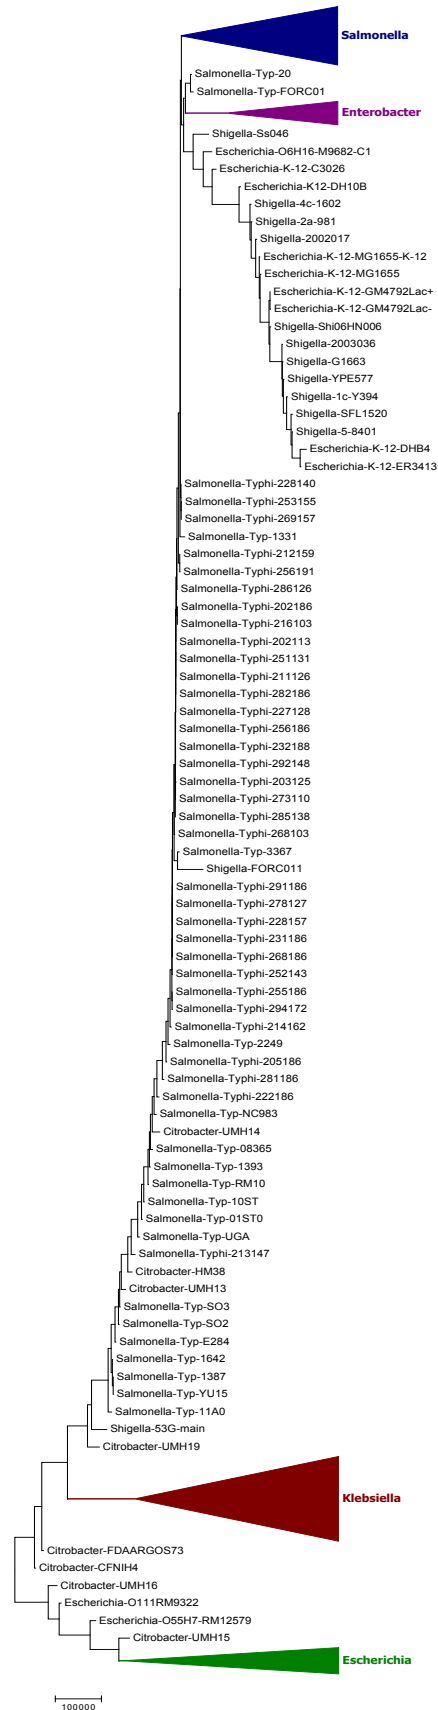 Salmonella
Salmonella-Typ-20
Salmonella-Typ-FORC01
Enterobacter
Shigella-Ss046
Escherichia-O6H16-M9682-C1
Escherichia-K-12-C3026
Escherichia-K12-DH10B
Shigella-4c-1602
Shigella-2a-981
Shigella-2002017
Escherichia-K-12-MG1655-K-12
Escherichia-K-12-MG1655
Escherichia-K-12-GM4792Lac+
Escherichia-K-12-GM4792Lac-
Shigella-Shi06HN006
Shigella-2003036
Shigella-G1663
Shigella-YPE577
Shigella-1c-Y394
Shigella-SFL1520
Shigella-5-8401
Escherichia-K-12-DHB4
Escherichia-K-12-ER3413
Salmonella-Typhi-228140
Salmonella-Typhi-253155
Salmonella-Typhi-269157
Salmonella-Typ-1331
Salmonella-Typhi-212159
Salmonella-Typhi-256191
Salmonella-Typhi-286126
Salmonella-Typhi-202186
Salmonella-Typhi-216103
Salmonella-Typhi-202113
Salmonella-Typhi-251131
Salmonella-Typhi-211126
Salmonella-Typhi-282186
Salmonella-Typhi-227128
Salmonella-Typhi-256186
Salmonella-Typhi-232188
Salmonella-Typhi-292148
Salmonella-Typhi-203125
Salmonella-Typhi-273110
Salmonella-Typhi-285138
Salmonella-Typhi-268103
Salmonella-Typ-3367
Shigella-FORC011
Salmonella-Typhi-291186
Salmonella-Typhi-278127
Salmonella-Typhi-228157
Salmonella-Typhi-231186
Salmonella-Typhi-268186
Salmonella-Typhi-252143
Salmonella-Typhi-255186
Salmonella-Typhi-294172
Salmonella-Typhi-214162
Salmonella-Typ-2249
Salmonella-Typhi-205186
Salmonella-Typhi-281186
Salmonella-Typhi-222186
Salmonella-Typ-NC983
Citrobacter-UMH14
Salmonella-Typ-08365
Salmonella-Typ-1393
Salmonella-Typ-RM10
Salmonella-Typ-10ST
Salmonella-Typ-01ST0
Salmonella-Typ-UGA
Salmonella-Typhi-213147
Citrobacter-HM38
Citrobacter-UMH13
Salmonella-Typ-SO3
Salmonella-Typ-SO2
Salmonella-Typ-E284
Salmonella-Typ-1642
Salmonella-Typ-1387
Salmonella-Typ-YU15
Salmonella-Typ-11A0
Shigella-53G-main
Citrobacter-UMH19
Klebsiella
Citrobacter-FDAARGOS73
Citrobacter-CFNIH4
Citrobacter-UMH16
Escherichia-O111RM9322
Escherichia-O55H7-RM12579
Citrobacter-UMH15
Escherichia
100000